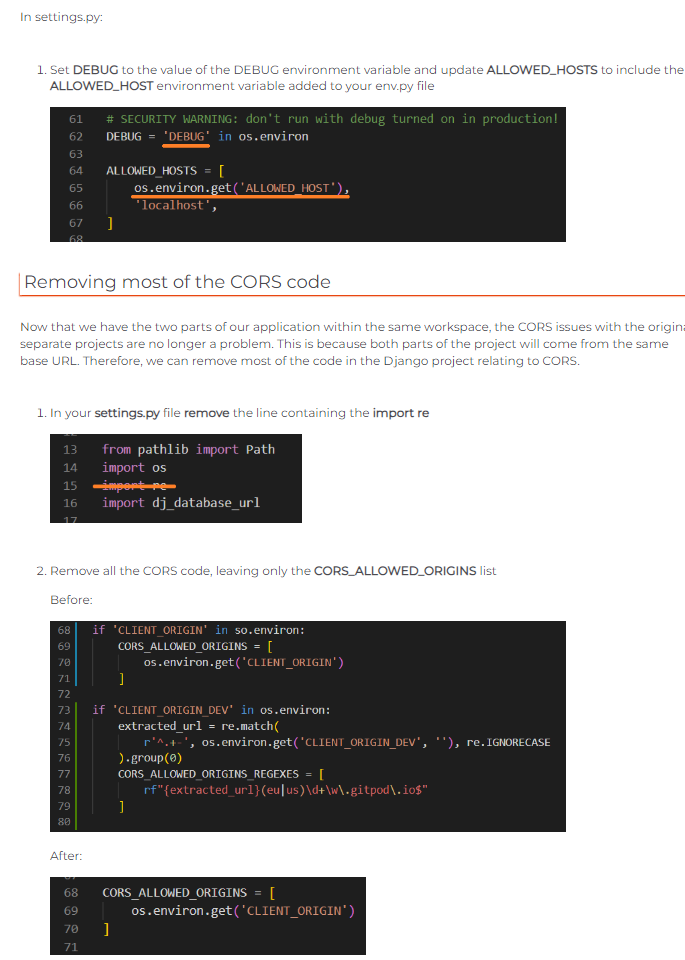 In settings.py:
1. Set DEBUG to the value of the DEBUG environment variable and update ALLOWED_HOSTS to include the
ALLOWED_HOST environment variable added to your env.py file
61 # SECURITY WARNING: don't run with debug turned on in production!
62 DEBUG = 'DEBUG' in os.environ
63
64 ALLOWED_HOSTS = [
65 os.environ.get('ALLOWED_HOST'),
66 'localhost',
67 ]
68
Removing most of the CORS code
Now that we have the two parts of our application within the same workspace, the CORS issues with the
separate projects are no longer a problem. This is because both parts of the project will come from the same
base URL. Therefore, we can remove most of the code in the Django project relating to CORS.
1. In your settings.py file remove the line containing the import re
13 from pathlib import Path
14 import os
15 import re
16 import dj_database_url
17
2. Remove all the CORS code, leaving only the CORS_ALLOWED_ORIGINS list
Before:
68 if 'CLIENT_ORIGIN' in so.environ:
69 CORS_ALLOWED_ORIGINS = [
70 os.environ.get('CLIENT_ORIGIN')
71 ]
72
73 if 'CLIENT_ORIGIN_DEV' in os.environ:
74 extracted_url = re.match(
75 r'^.+-', os.environ.get('CLIENT_ORIGIN_DEV', ''), re.IGNORECASE
76 ).group(0)
77 CORS_ALLOWED_ORIGINS_REGEXES = [
78 rf"{extracted_url}(eu|us)\d+\w\.gitpod\.io$"
79 ]
80
After:
68 CORS_ALLOWED_ORIGINS = [
69 os.environ.get('CLIENT_ORIGIN')
70 ]
71